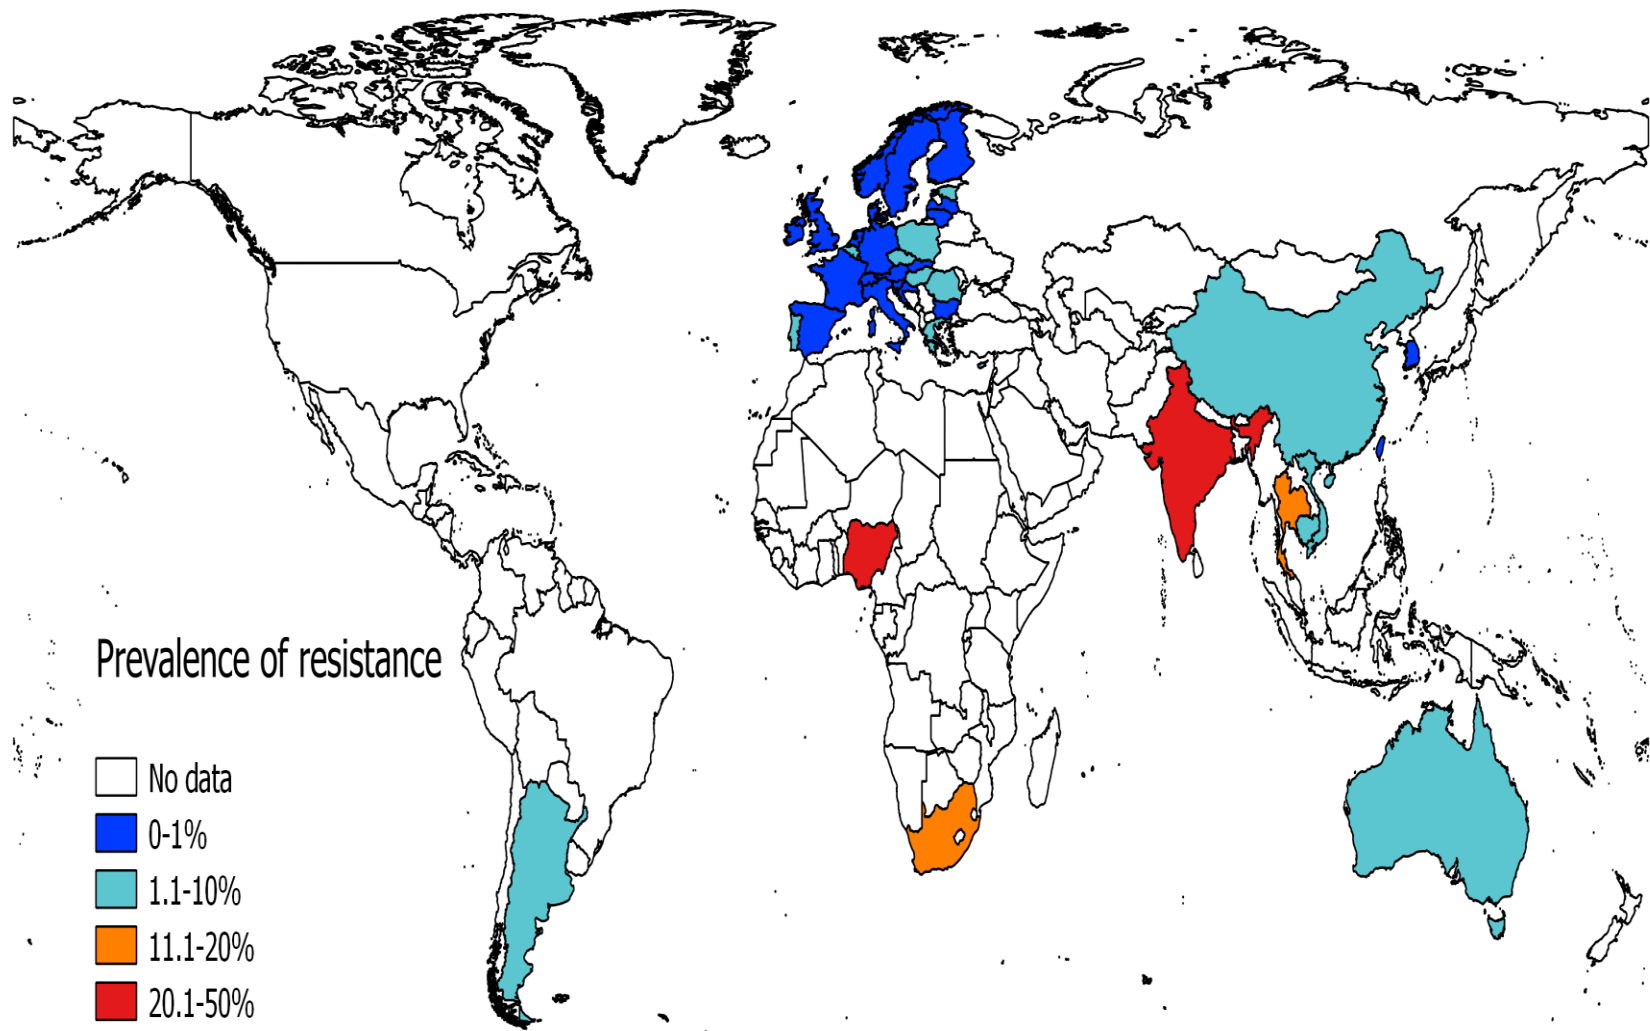 Prevalence of resistance
No data
0-1%
1.1-10%
11.1-20%
20.1-50%